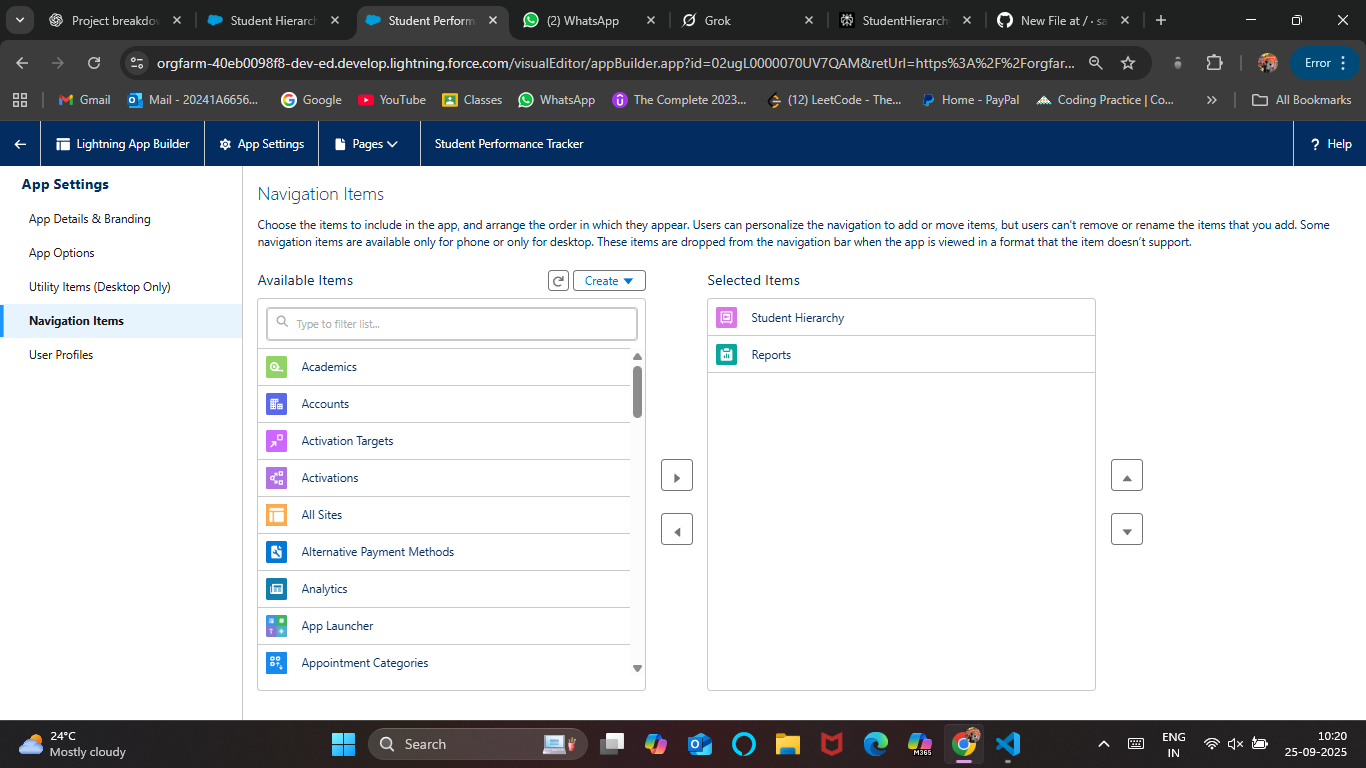 Project breakdow
Student Hierarch
Student Perform
(2) WhatsApp
Grok
StudentHierarch
New File at / · sa
orgfarm-40eb0098f8-dev-ed.develop.lightning.force.com/visualEditor/appBuilder.app?id=02ugL0000070UV7QAM&retUrl=https%3A%2F%2Forgfar...
Error
Gmail
Mail - 20241A6656...
Google
YouTube
Classes
WhatsApp
The Complete 2023...
(12) LeetCode - The...
Home - PayPal
Coding Practice | Co...
»
All Bookmarks
Lightning App Builder
App Settings
Pages
Student Performance Tracker
? Help
App Settings
App Details & Branding
App Options
Utility Items (Desktop Only)
Navigation Items
User Profiles
Navigation Items
Choose the items to include in the app, and arrange the order in which they appear. Users can personalize the navigation to add or move items, but users can't remove or rename the items that you add. Some
navigation items are available only for phone or only for desktop. These items are dropped from the navigation bar when the app is viewed in a format that the item doesn’t support.
Available Items
Create
Type to filter list...
Academics
Accounts
Activation Targets
Activations
All Sites
Alternative Payment Methods
Analytics
App Launcher
Appointment Categories
Selected Items
Student Hierarchy
Reports
24°C
Mostly cloudy
Search
M365
ENG
IN
10:20
25-09-2025